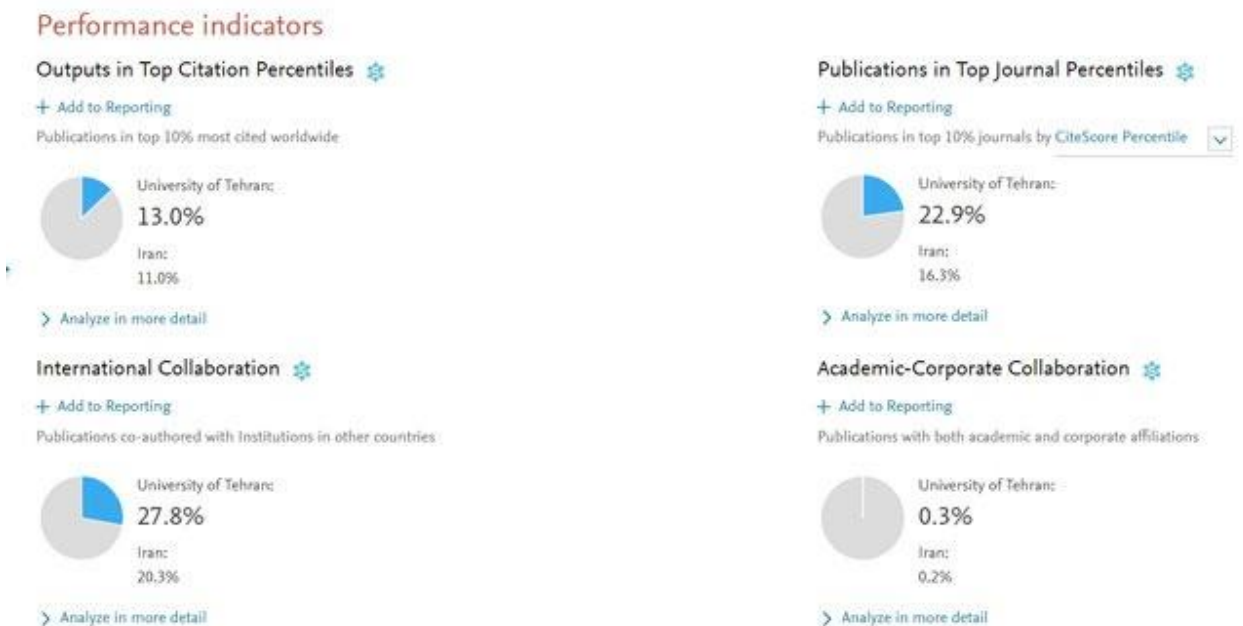 Performance indicators
Outputs in Top Citation Percentiles
+ Add to Reporting
Publications in top 10% most cited worldwide
University of Tehran:
13.0%
Iran:
11.0%
> Analyze in more detail
Publications in Top Journal Percentiles
+ Add to Reporting
Publications in top 10% journals by CiteScore Percentile
University of Tehran:
22.9%
Iran:
16.3%
> Analyze in more detail
International Collaboration
+ Add to Reporting
Publications co-authored with Institutions in other countries
University of Tehran:
27.8%
Iran:
20.3%
> Analyze in more detail
Academic-Corporate Collaboration
+ Add to Reporting
Publications with both academic and corporate affiliations
University of Tehran:
0.3%
Iran:
0.2%
> Analyze in more detail